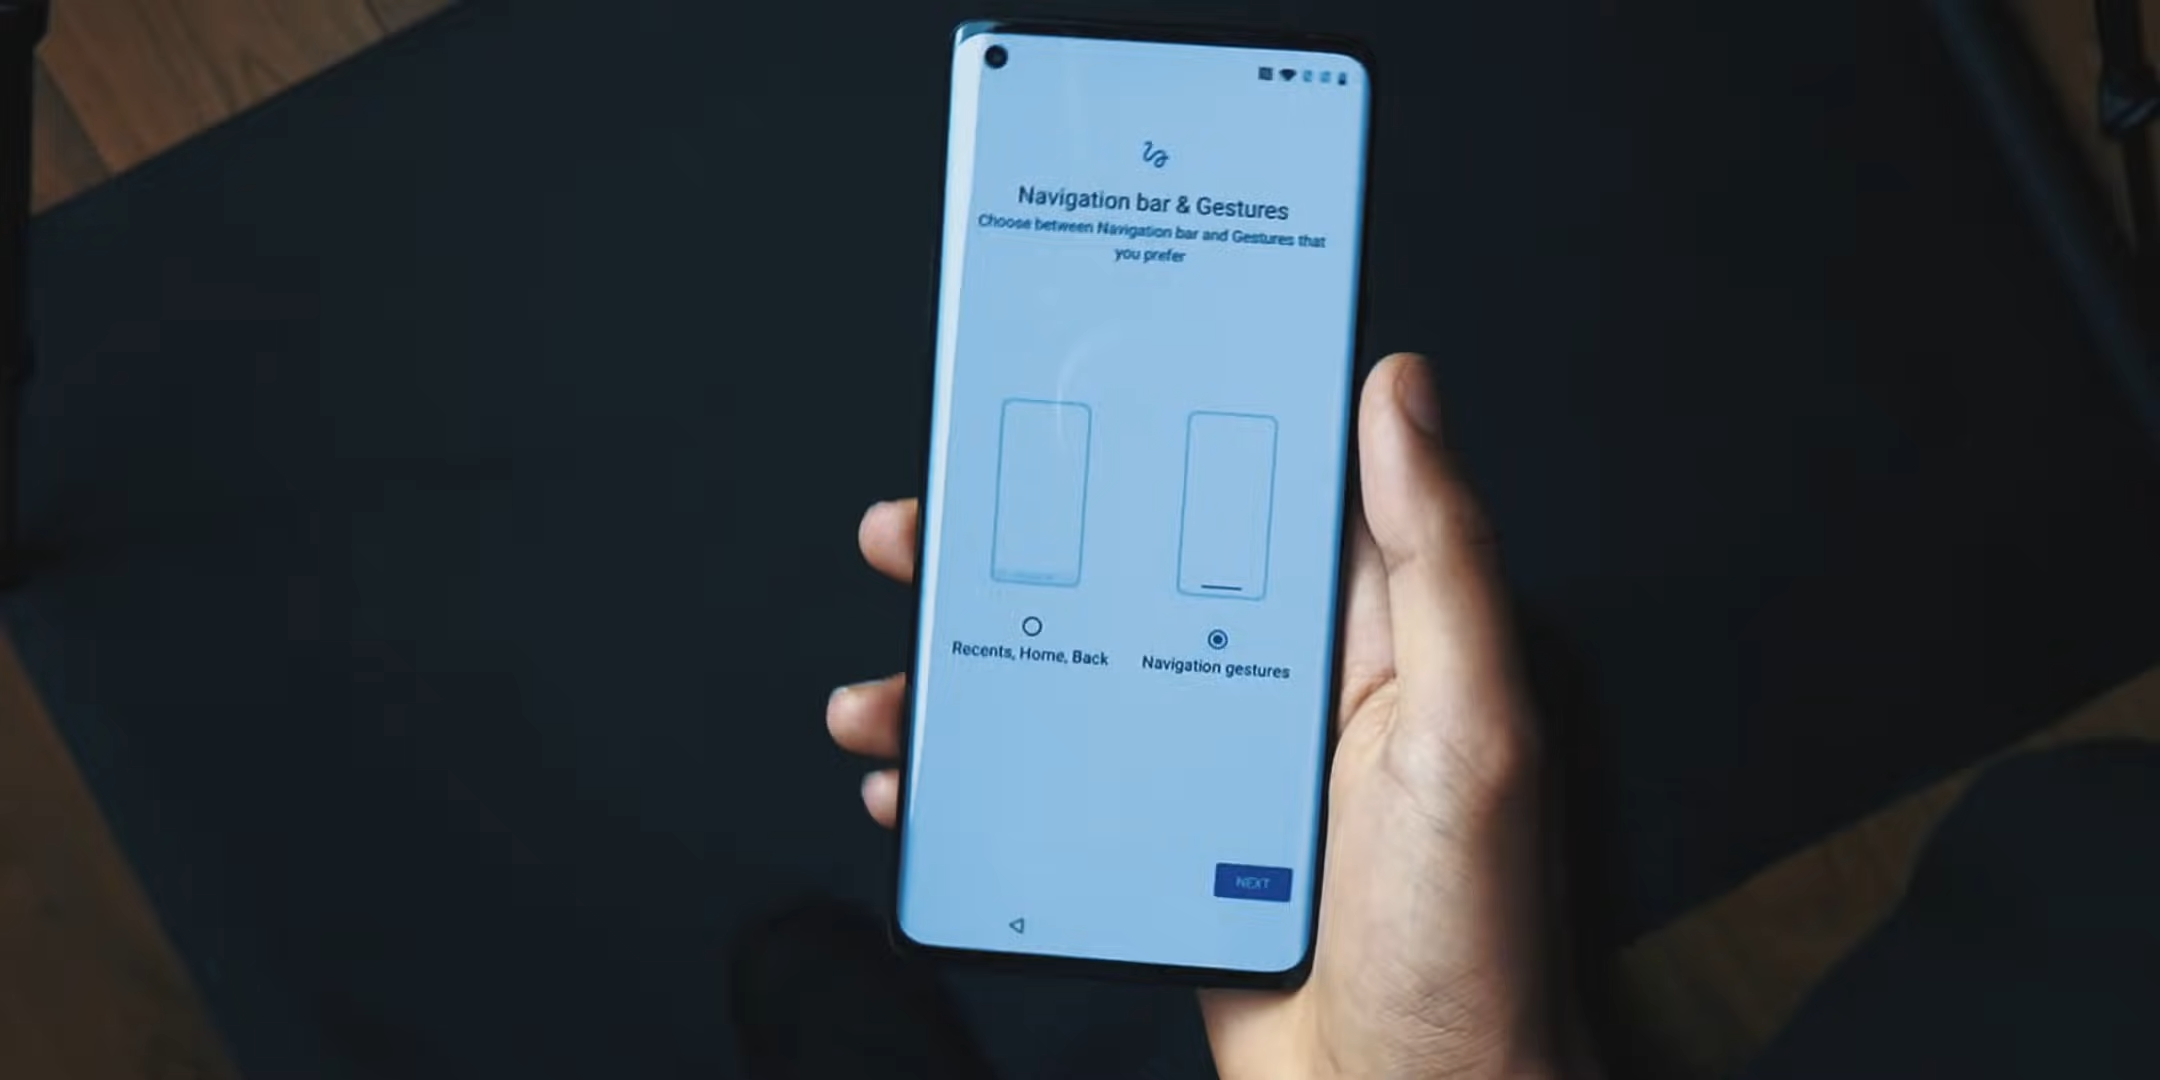 Navigation bar & Gestures
Choose between Navigation bar and Gestures that
you prefer
Recents, Home, Back
Navigation gestures
NEXT